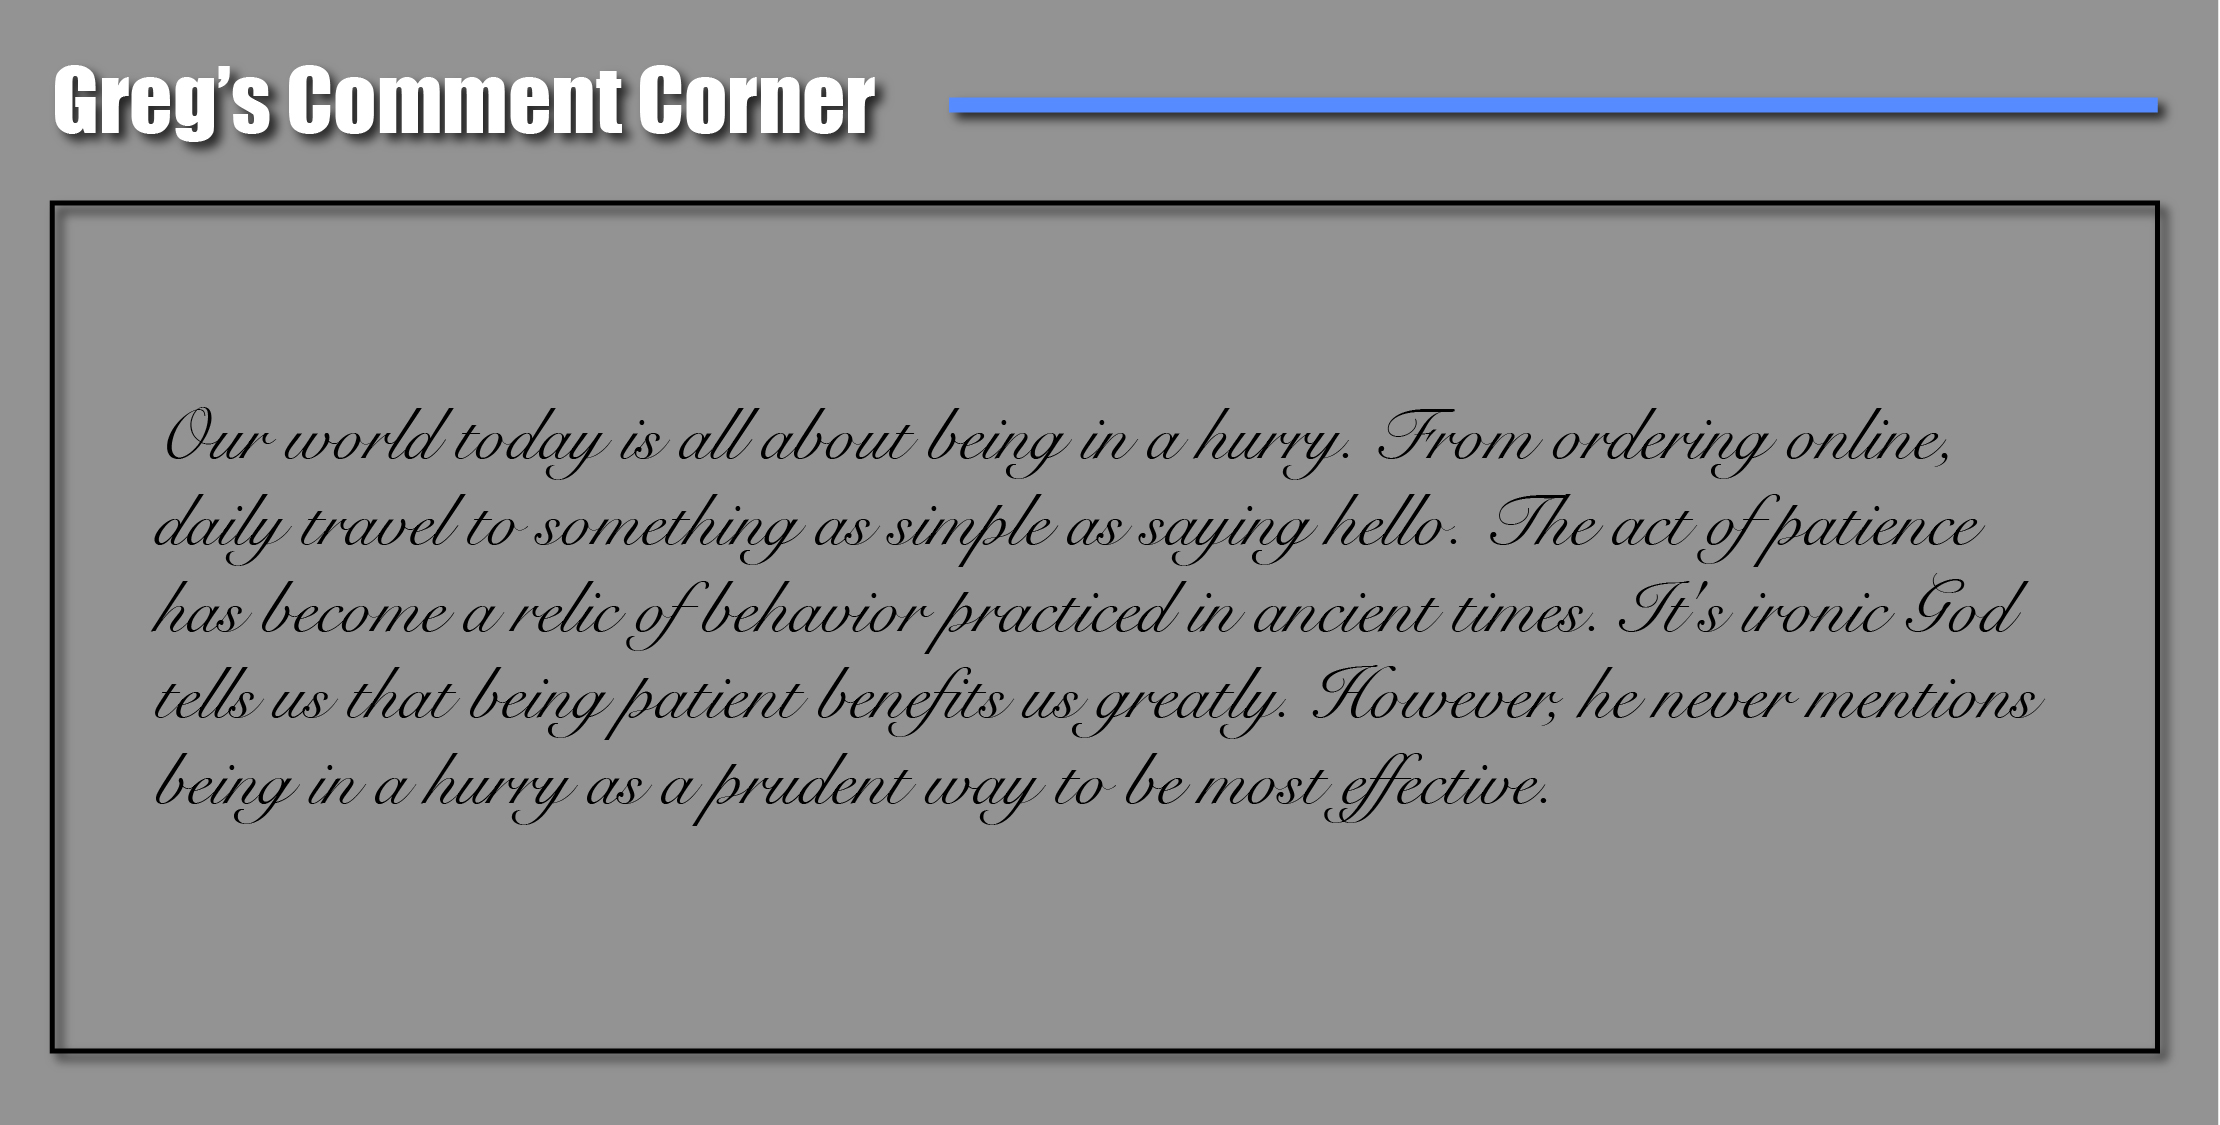 Greg's Comment Corner
Our world today is all about being in a hurry. From ordering online,
daily travel to something as simple as saying hello. The act of patience
has become a relic of behavior practiced in ancient times. It's ironic God
tells us that being patient benefits us greatly. However, he never mentions
being in a hurry as a prudent way to be most effective.